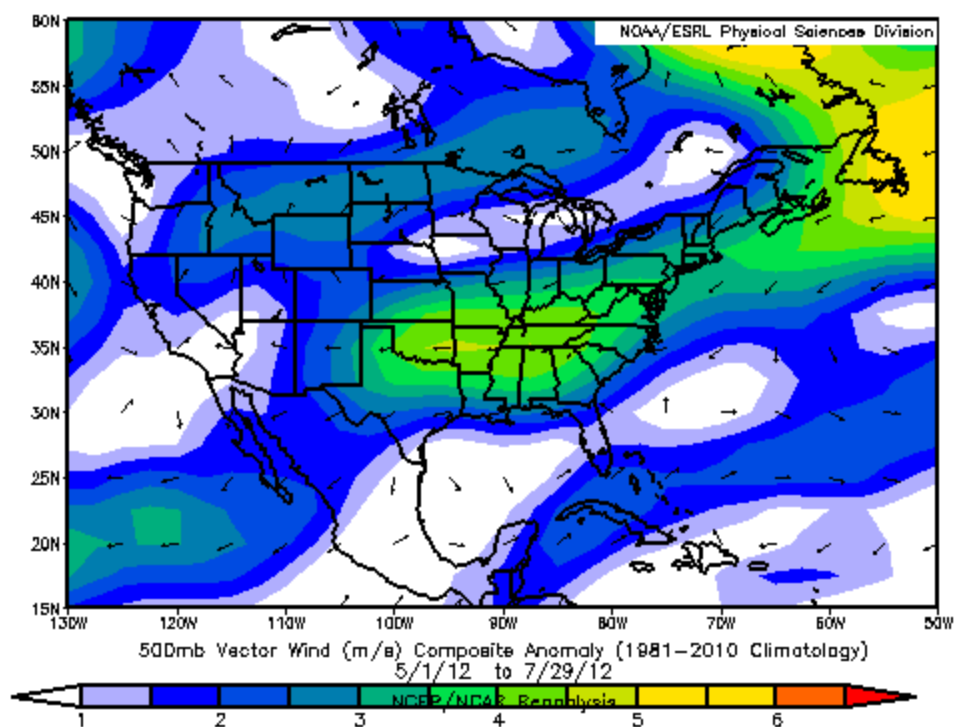 60N
NOAA/ESRL Physical Sciences Division
55N
50N
45N
40N
35N
30N
25N
20N
15N
130W 120W 110W 100W 90W 80W 70W 60W 50W
500mb Vector Wind (m/s) Composite Anomaly (1981-2010 Climatology)
5/1/12 to 7/29/12
NCEP/NCAR Reanalysis
1 2 3 4 5 6